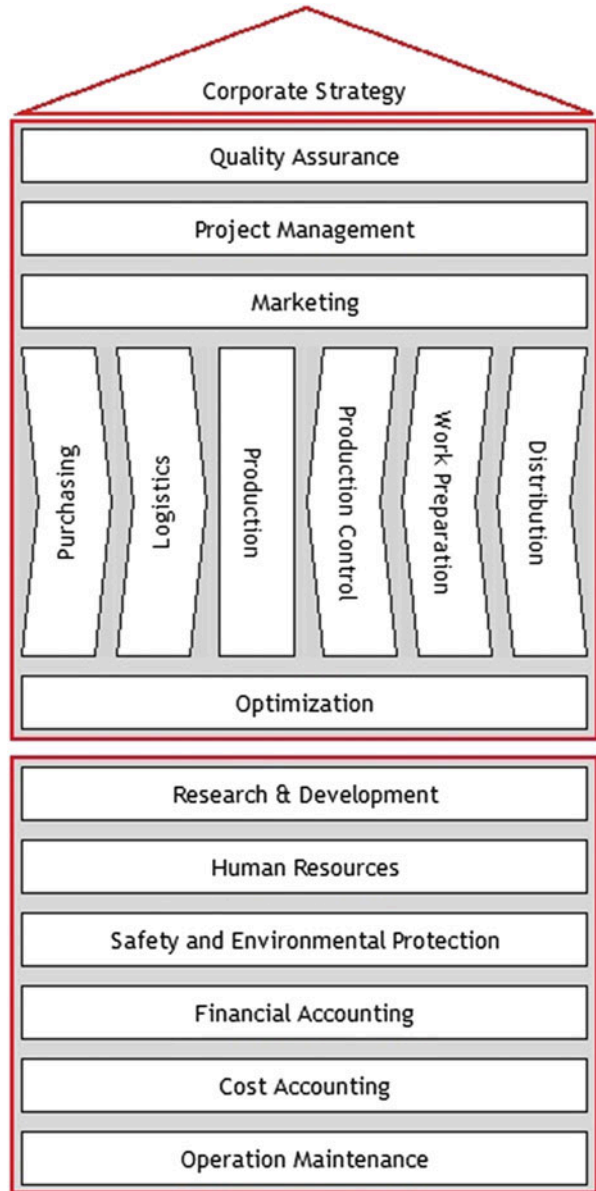 Corporate Strategy
Quality Assurance
Project Management
Marketing
Purchasing
Logistics
Production
Production Control
Work Preparation
Distribution
Optimization
Research & Development
Human Resources
Safety and Environmental Protection
Financial Accounting
Cost Accounting
Operation Maintenance